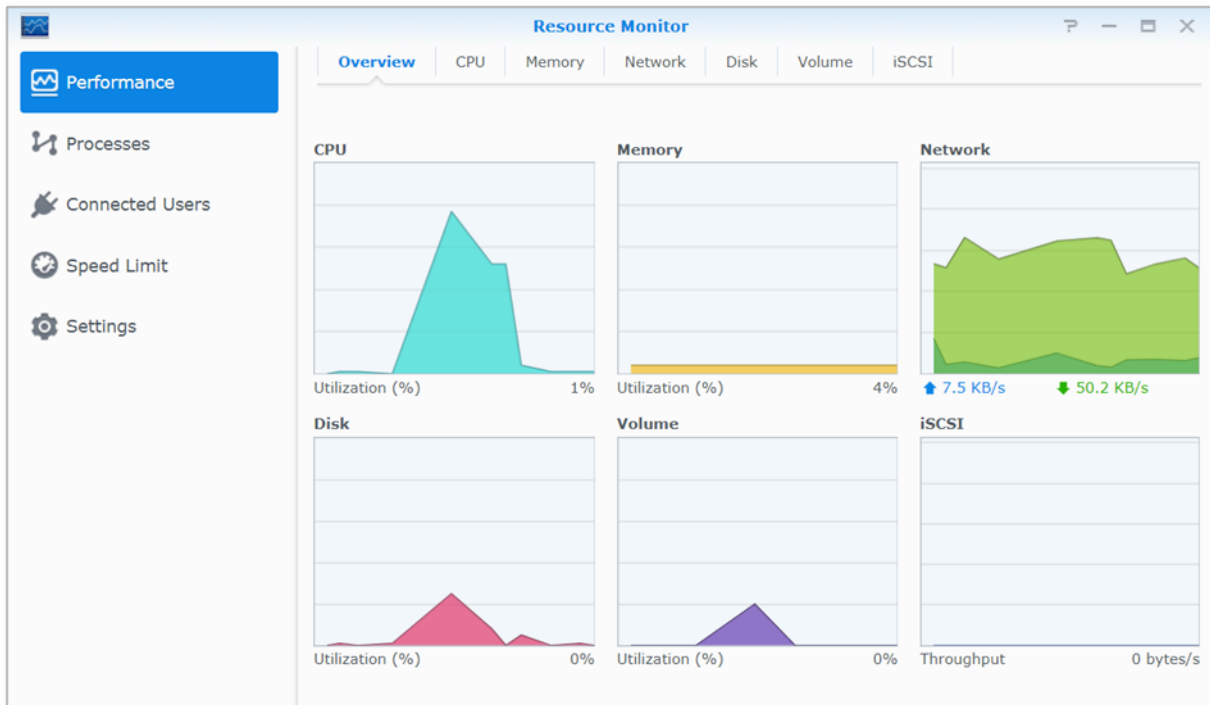 Resource Monitor
Performance
Processes
Connected Users
Speed Limit
Settings
Overview CPU Memory Network Disk Volume iSCSI
CPU Memory Network
Utilization (%) 1% Utilization (%) 4% 7.5 KB/s 50.2 KB/s
Disk Volume iSCSI
Utilization (%) 0% Utilization (%) 0% Throughput 0 bytes/s